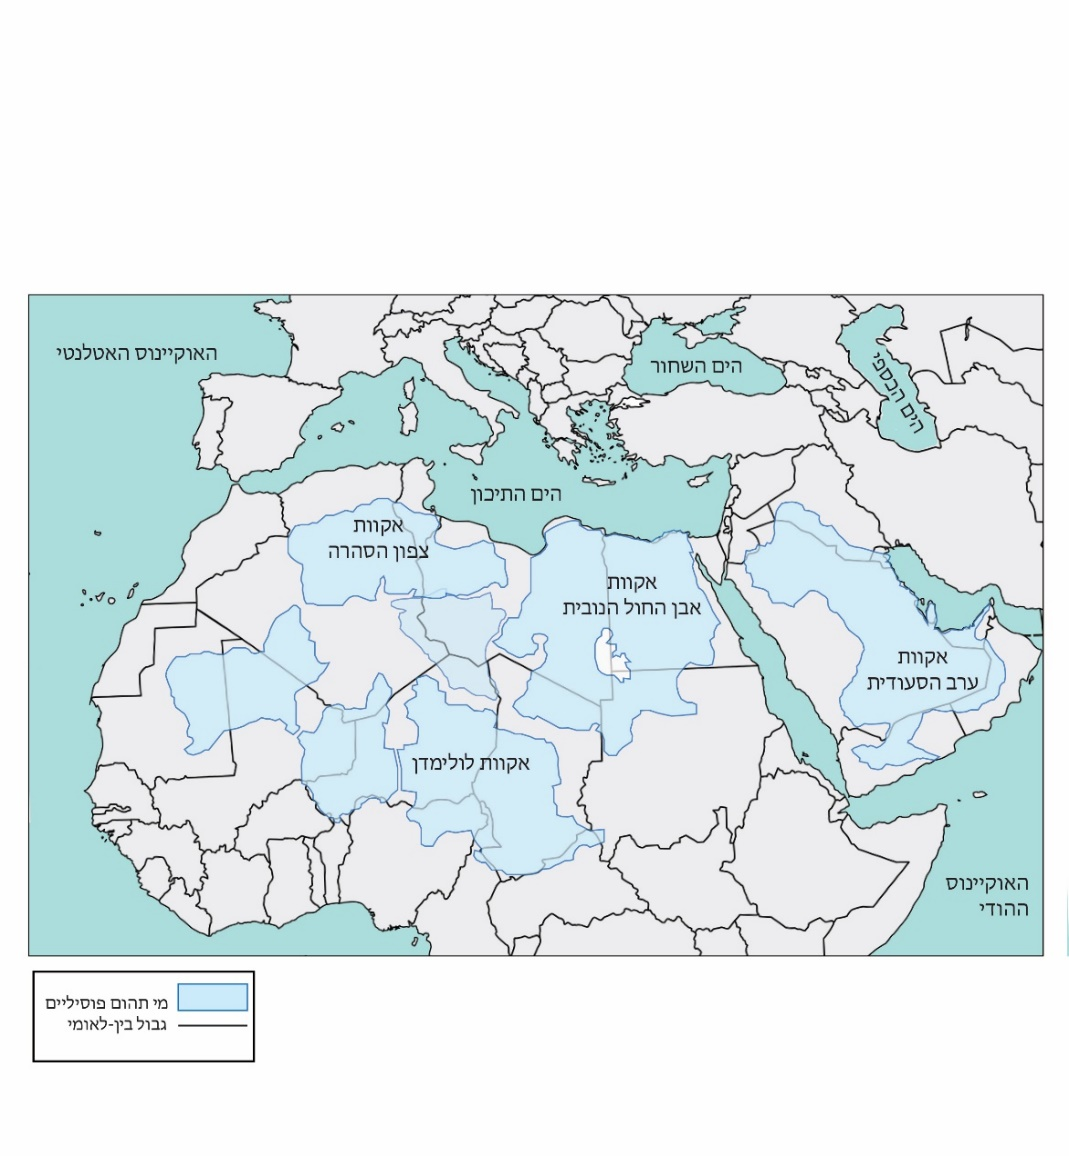 האוקיינוס האטלנטי
הים השחור
הים הכספי
הים התיכון
אקוות
צפון הסהרה
אקוות
אבן החול הנובית
אקוות
ערב הסעודית
אקוות לולימדן
האוקיינוס
ההודי
מי תהום פוסיליים
גבול בין-לאומי